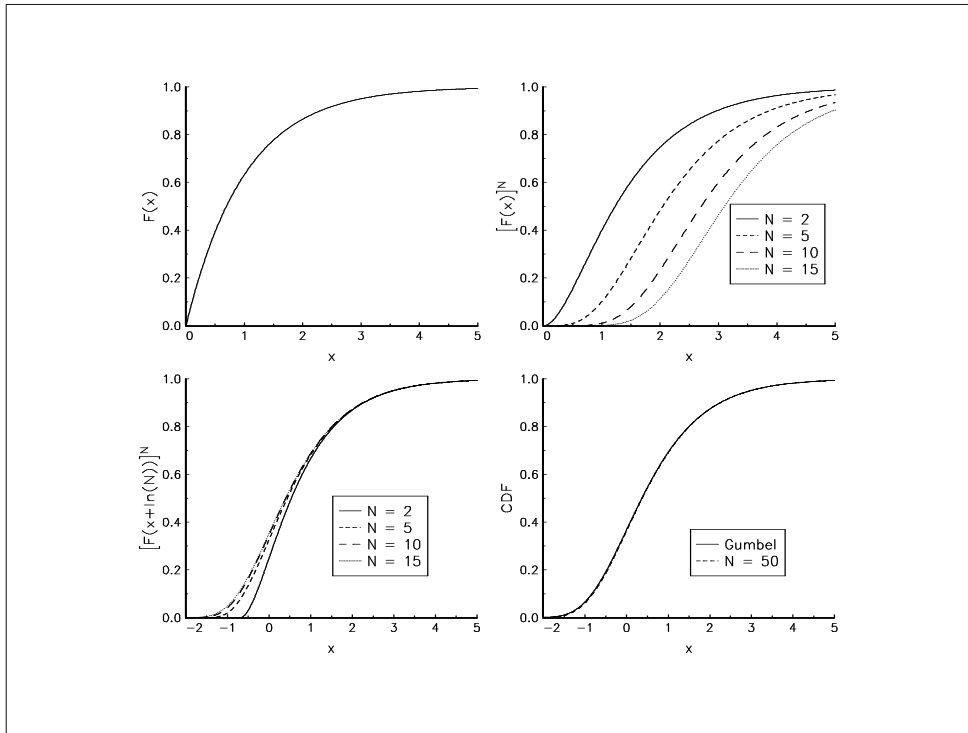 1.0
0.8
0.6
0.4
0.2
0.0
F(x)
0 1 2 3 4 5
x
1.0
0.8
0.6
0.4
0.2
0.0
[F(x)]^N
N = 2
N = 5
N = 10
N = 15
0 1 2 3 4 5
x
1.0
0.8
0.6
0.4
0.2
0.0
[F(x+ln(N))]^N
N = 2
N = 5
N = 10
N = 15
−2 −1 0 1 2 3 4 5
x
1.0
0.8
0.6
0.4
0.2
0.0
CDF
Gumbel
N = 50
−2 −1 0 1 2 3 4 5
x